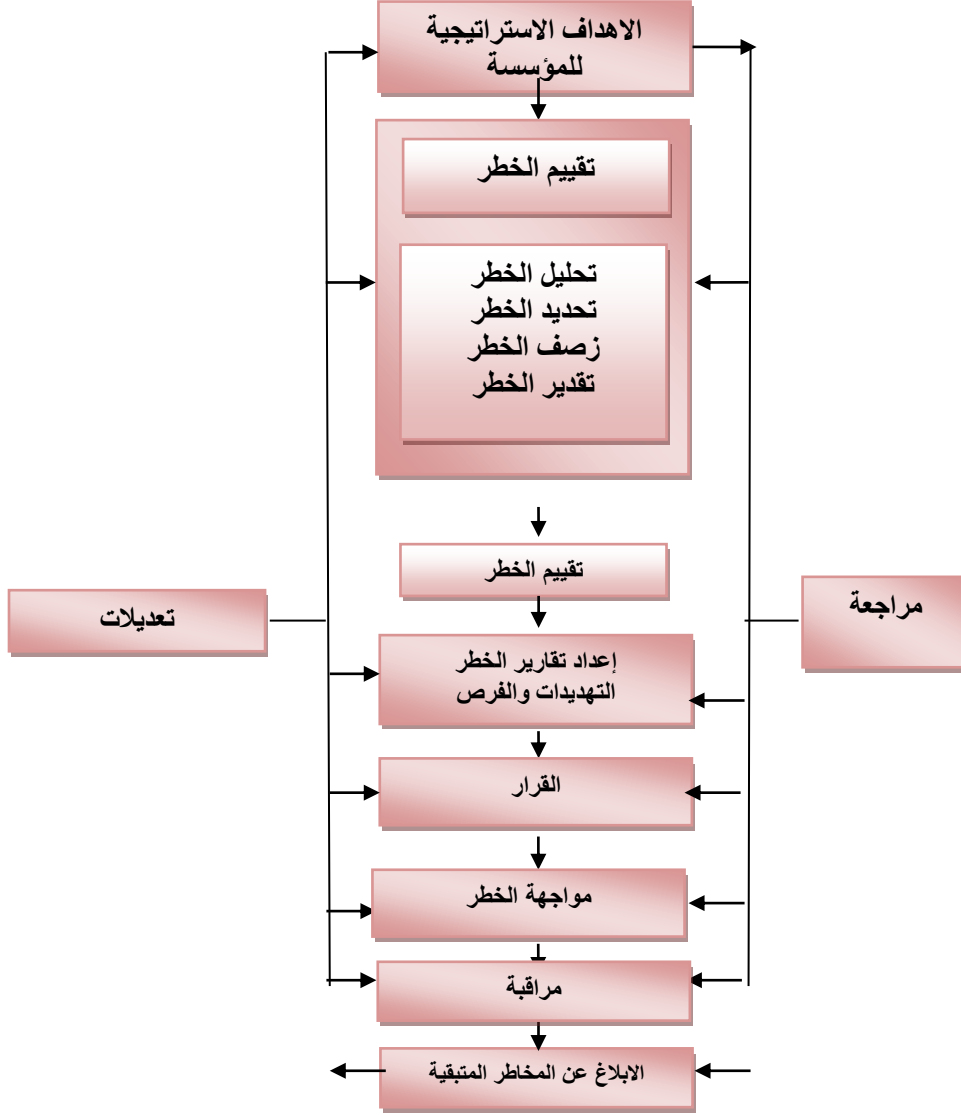 الاهداف الاستراتيجية
للمؤسسة
تقييم الخطر
تحليل الخطر
تحديد الخطر
زصف الخطر
تقدير الخطر
تقييم الخطر
مراجعة
تعديلات
إعداد تقارير الخطر
التهديدات والفرص
القرار
مواجهة الخطر
مراقبة
الابلاغ عن المخاطر المتبقية